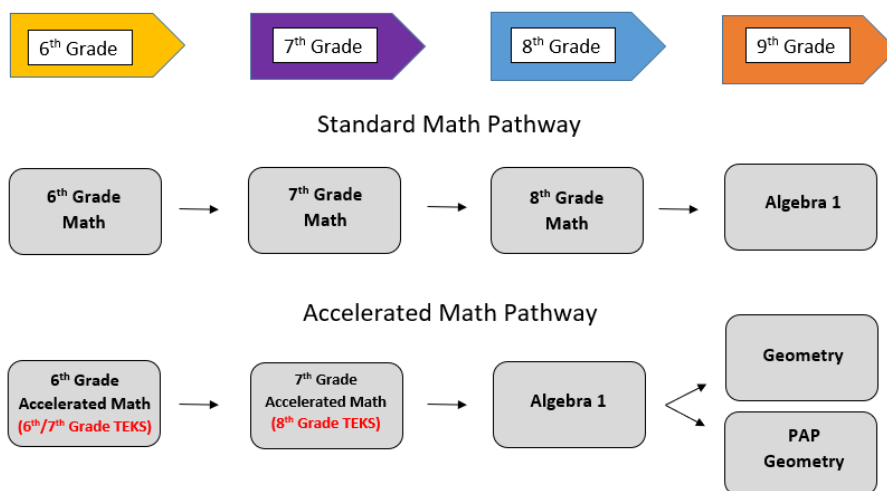 6th Grade
7th Grade
8th Grade
9th Grade
Standard Math Pathway
6th Grade
Math
7th Grade
Math
8th Grade
Math
Algebra 1
Accelerated Math Pathway
6th Grade
Accelerated Math
(6th/7th Grade TEKS)
7th Grade
Accelerated Math
(8th Grade TEKS)
Algebra 1
Geometry
PAP
Geometry